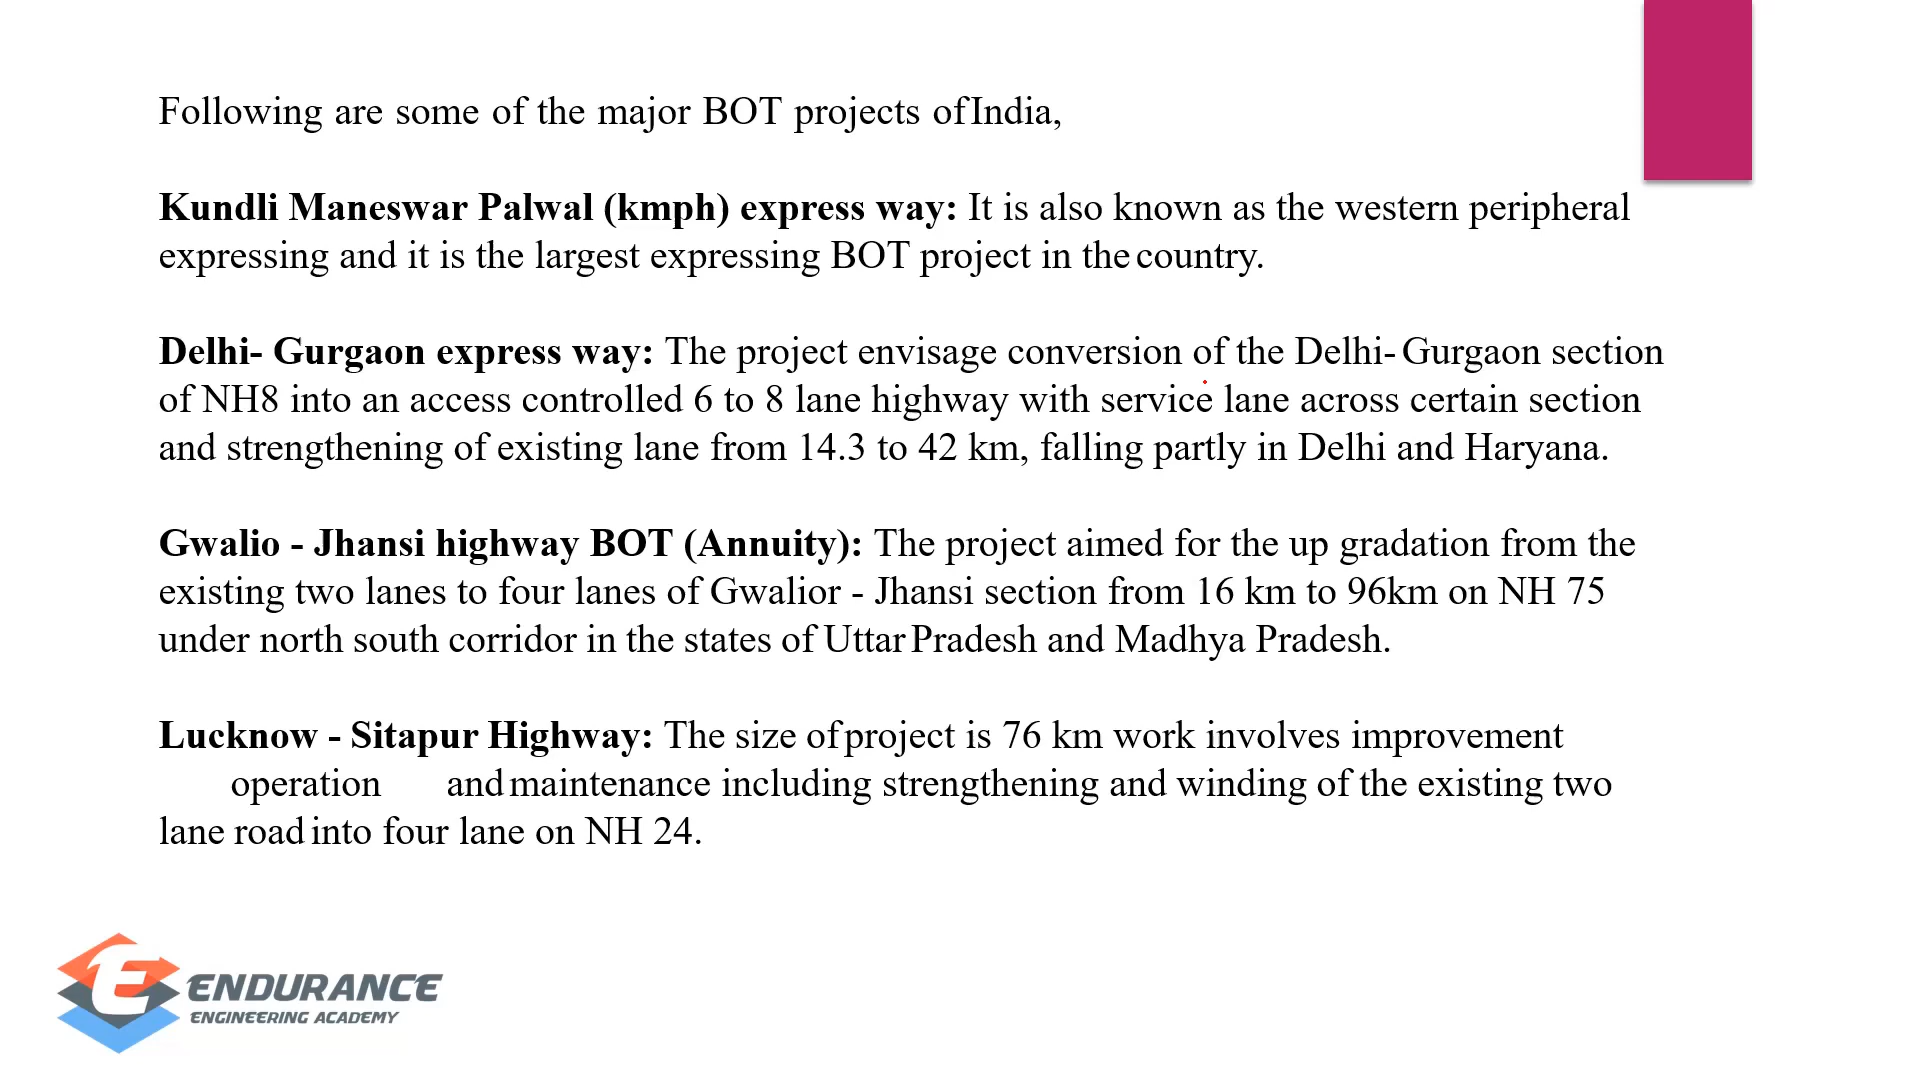 Following are some of the major BOT projects of India,
Kundli Maneswar Palwal (kmph) express way: It is also known as the western peripheral
expressing and it is the largest expressing BOT project in the country.
Delhi- Gurgaon express way: The project envisage conversion of the Delhi- Gurgaon section
of NH8 into an access controlled 6 to 8 lane highway with service lane across certain section
and strengthening of existing lane from 14.3 to 42 km, falling partly in Delhi and Haryana.
Gwalio - Jhansi highway BOT (Annuity): The project aimed for the up gradation from the
existing two lanes to four lanes of Gwalior - Jhansi section from 16 km to 96km on NH 75
under north south corridor in the states of Uttar Pradesh and Madhya Pradesh.
Lucknow - Sitapur Highway: The size of project is 76 km work involves improvement
operation and maintenance including strengthening and winding of the existing two
lane road into four lane on NH 24.
ENDURANCE
ENGINEERING ACADEMY